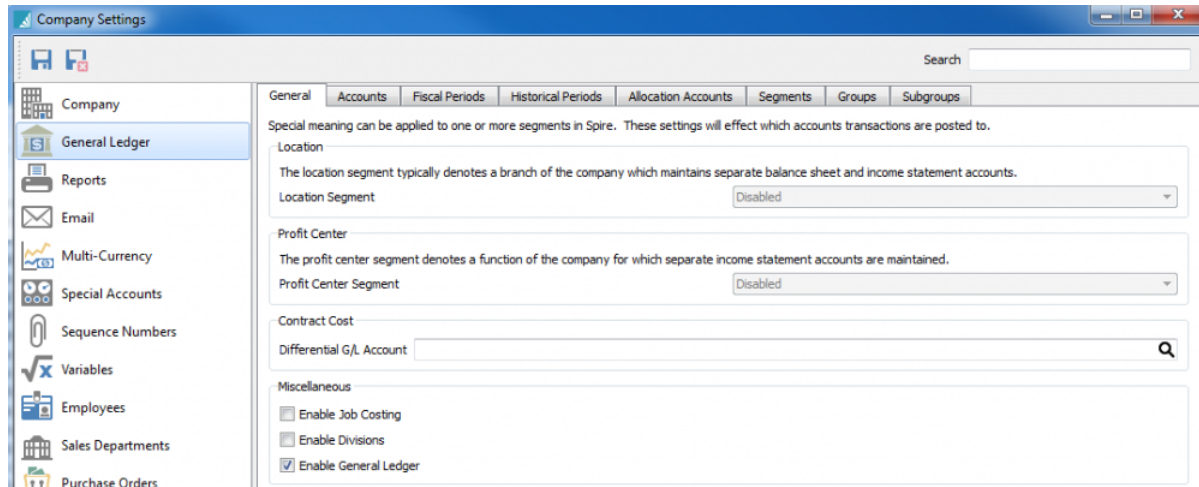 Company Settings
Search
Company
General Ledger
Reports
Email
Multi-Currency
Special Accounts
Sequence Numbers
Variables
Employees
Sales Departments
Purchase Orders
General Accounts Fiscal Periods Historical Periods Allocation Accounts Segments Groups Subgroups
Special meaning can be applied to one or more segments in Spire. These settings will effect which accounts transactions are posted to.
Location
The location segment typically denotes a branch of the company which maintains separate balance sheet and income statement accounts.
Location Segment Disabled
Profit Center
The profit center segment denotes a function of the company for which separate income statement accounts are maintained.
Profit Center Segment Disabled
Contract Cost
Differential G/L Account
Miscellaneous
Enable Job Costing
Enable Divisions
Enable General Ledger